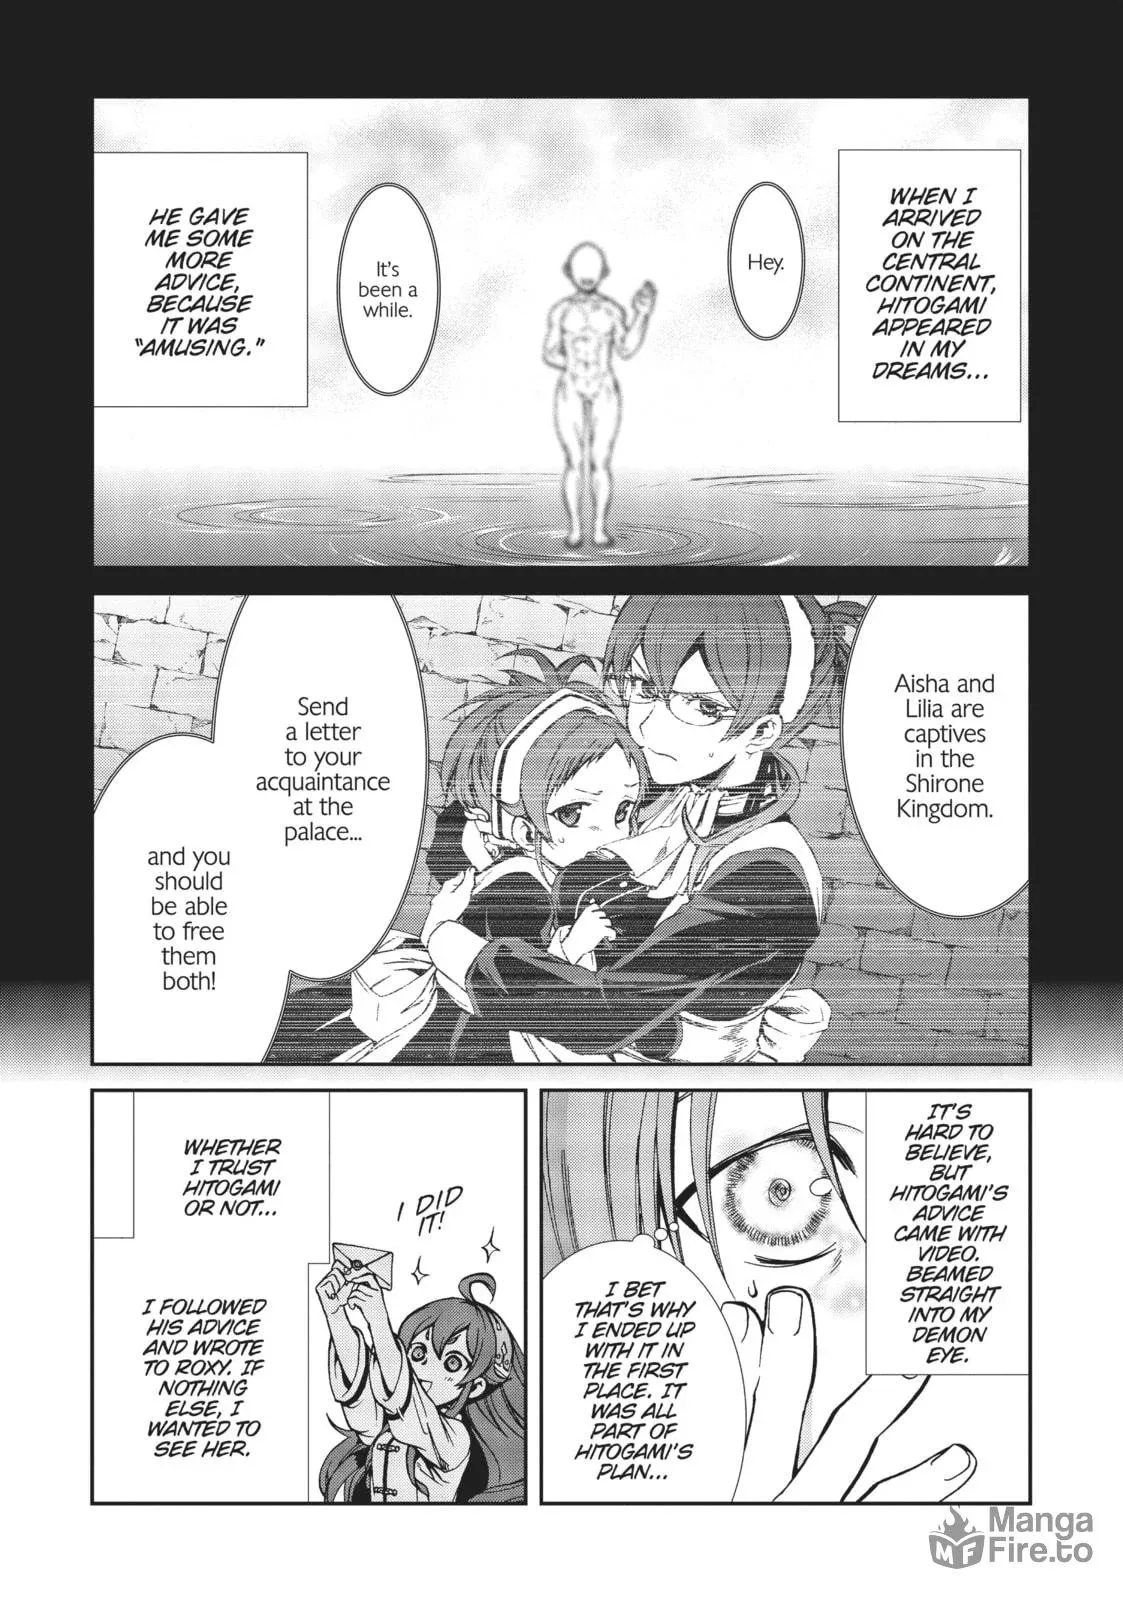 WHEN I
ARRIVED
ON THE
CENTRAL
CONTINENT,
HITOGAMI
APPEARED
IN MY
DREAMS...
Hey.
It's
been a
while.
HE GAVE
ME SOME
MORE
ADVICE,
BECAUSE
IT WAS
"AMUSING."
Aisha and
Lilia are
captives
in the
Shirone
Kingdom.
Send
a letter
to your
acquaintance
at the
palace...
and you
should
be able
to free
them
both!
IT'S
HARD TO
BELIEVE,
BUT
HITOGAMI'S
ADVICE
CAME WITH
VIDEO.
BEAMED
STRAIGHT
INTO MY
DEMON
EYE.
I BET
THAT'S WHY
I ENDED UP
WITH IT IN
THE FIRST
PLACE. IT
WAS ALL
PART OF
HITOGAMI'S
PLAN...
WHETHER
I TRUST
HITOGAMI
OR NOT...
I DID
IT!
I FOLLOWED
HIS ADVICE
AND WROTE
TO ROXY. IF
NOTHING
ELSE, I
WANTED TO
SEE HER.
MF
Manga
Fire.to